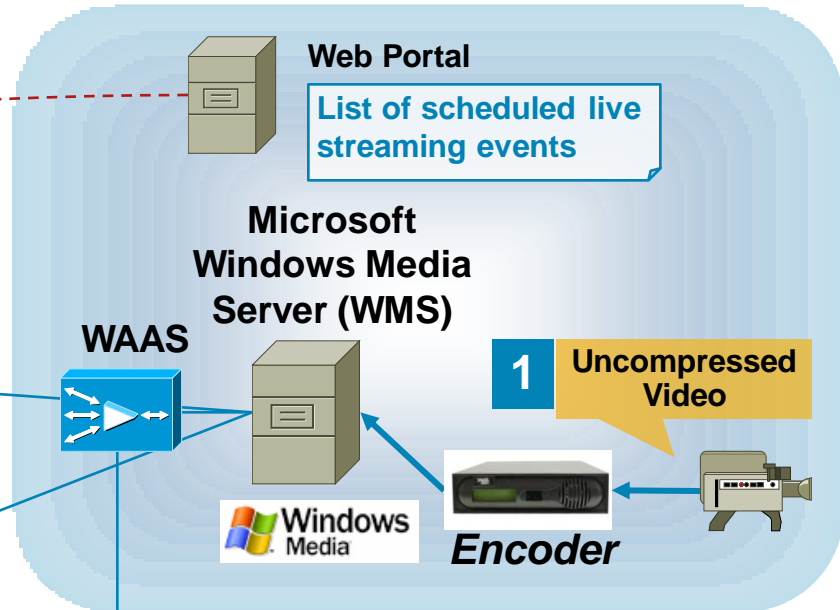 Web Portal
List of scheduled live
streaming events
Microsoft
Windows Media
Server (WMS)
WAAS
1
Uncompressed
Video
Windows
Media
Encoder